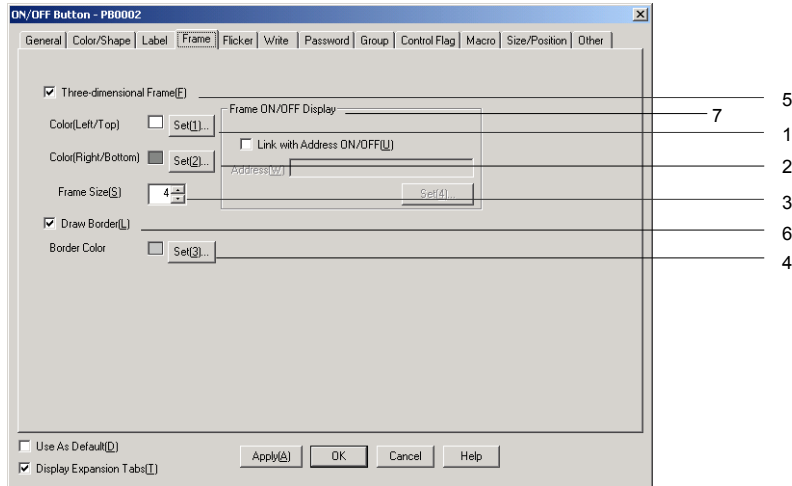 ON/OFF Button - PB0002
General Color/Shape Label Frame Flicker Write Password Group Control Flag Macro Size/Position Other
Three-dimensional Frame(F)
5
Frame ON/OFF Display
7
Color(Left/Top) Set(1)...
1
Link with Address ON/OFF(U)
Color(Right/Bottom) Set(2)...
2
Address(W)
Frame Size(S) 4
Set(4)...
3
Draw Border(L)
6
Border Color Set(3)...
4
Use As Default(D)
Display Expansion Tabs(T)
Apply(A) OK Cancel Help